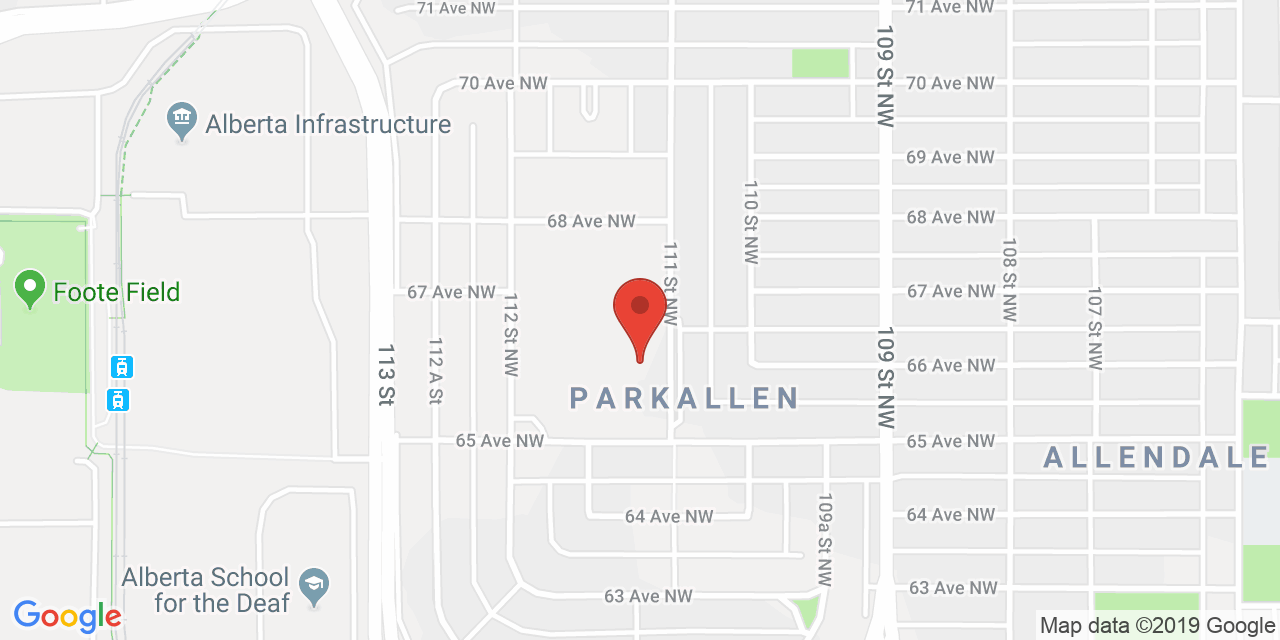 71 Ave NW
71 Ave NW
70 Ave NW
109 St NW
70 Ave NW
Alberta Infrastructure
69 Ave NW
110 St NW
68 Ave NW
68 Ave NW
111 St NW
108 St NW
Foote Field
67 Ave NW
112 St NW
67 Ave NW
107 St NW
113 St
112 A St
109 St NW
66 Ave NW
PARKALLEN
65 Ave NW
65 Ave NW
ALLENDALE
64 Ave NW
109a St NW
64 Ave NW
Alberta School
for the Deaf
63 Ave NW
63 Ave NW
Google
Map data ©2019 Google